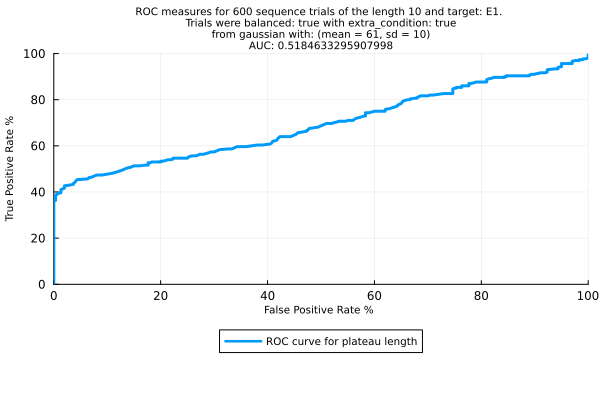 ROC measures for 600 sequence trials of the length 10 and target: E1.
Trials were balanced: true with extra_condition: true
from gaussian with: (mean = 61, sd = 10)
AUC: 0.5184633295907998
100
80
60
40
20
0
True Positive Rate %
0 20 40 60 80 100
False Positive Rate %
ROC curve for plateau length